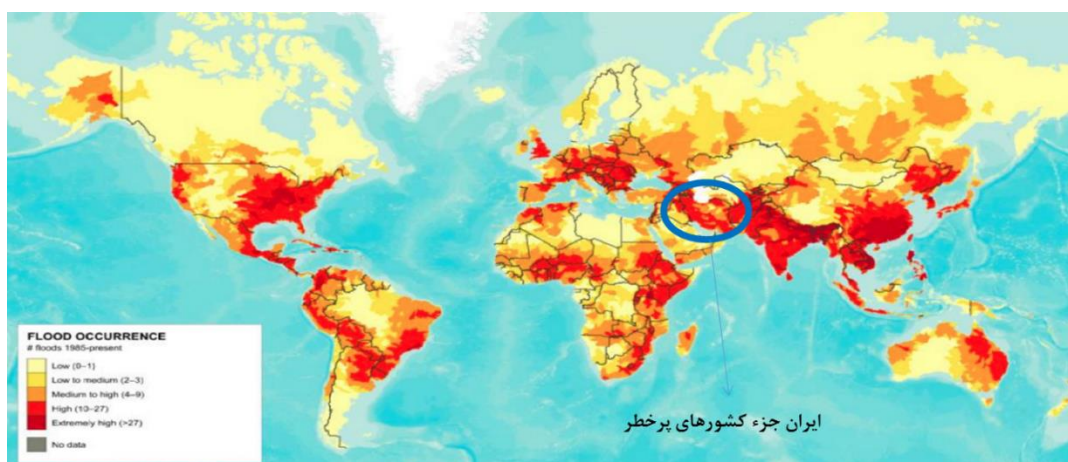 FLOOD OCCURRENCE
# floods 1985-present
Low (0–1)
Low to medium (2–3)
Medium to high (4–9)
High (10–27)
Extremely high (>27)
No data
ایران جزء کشورهای پرخطر